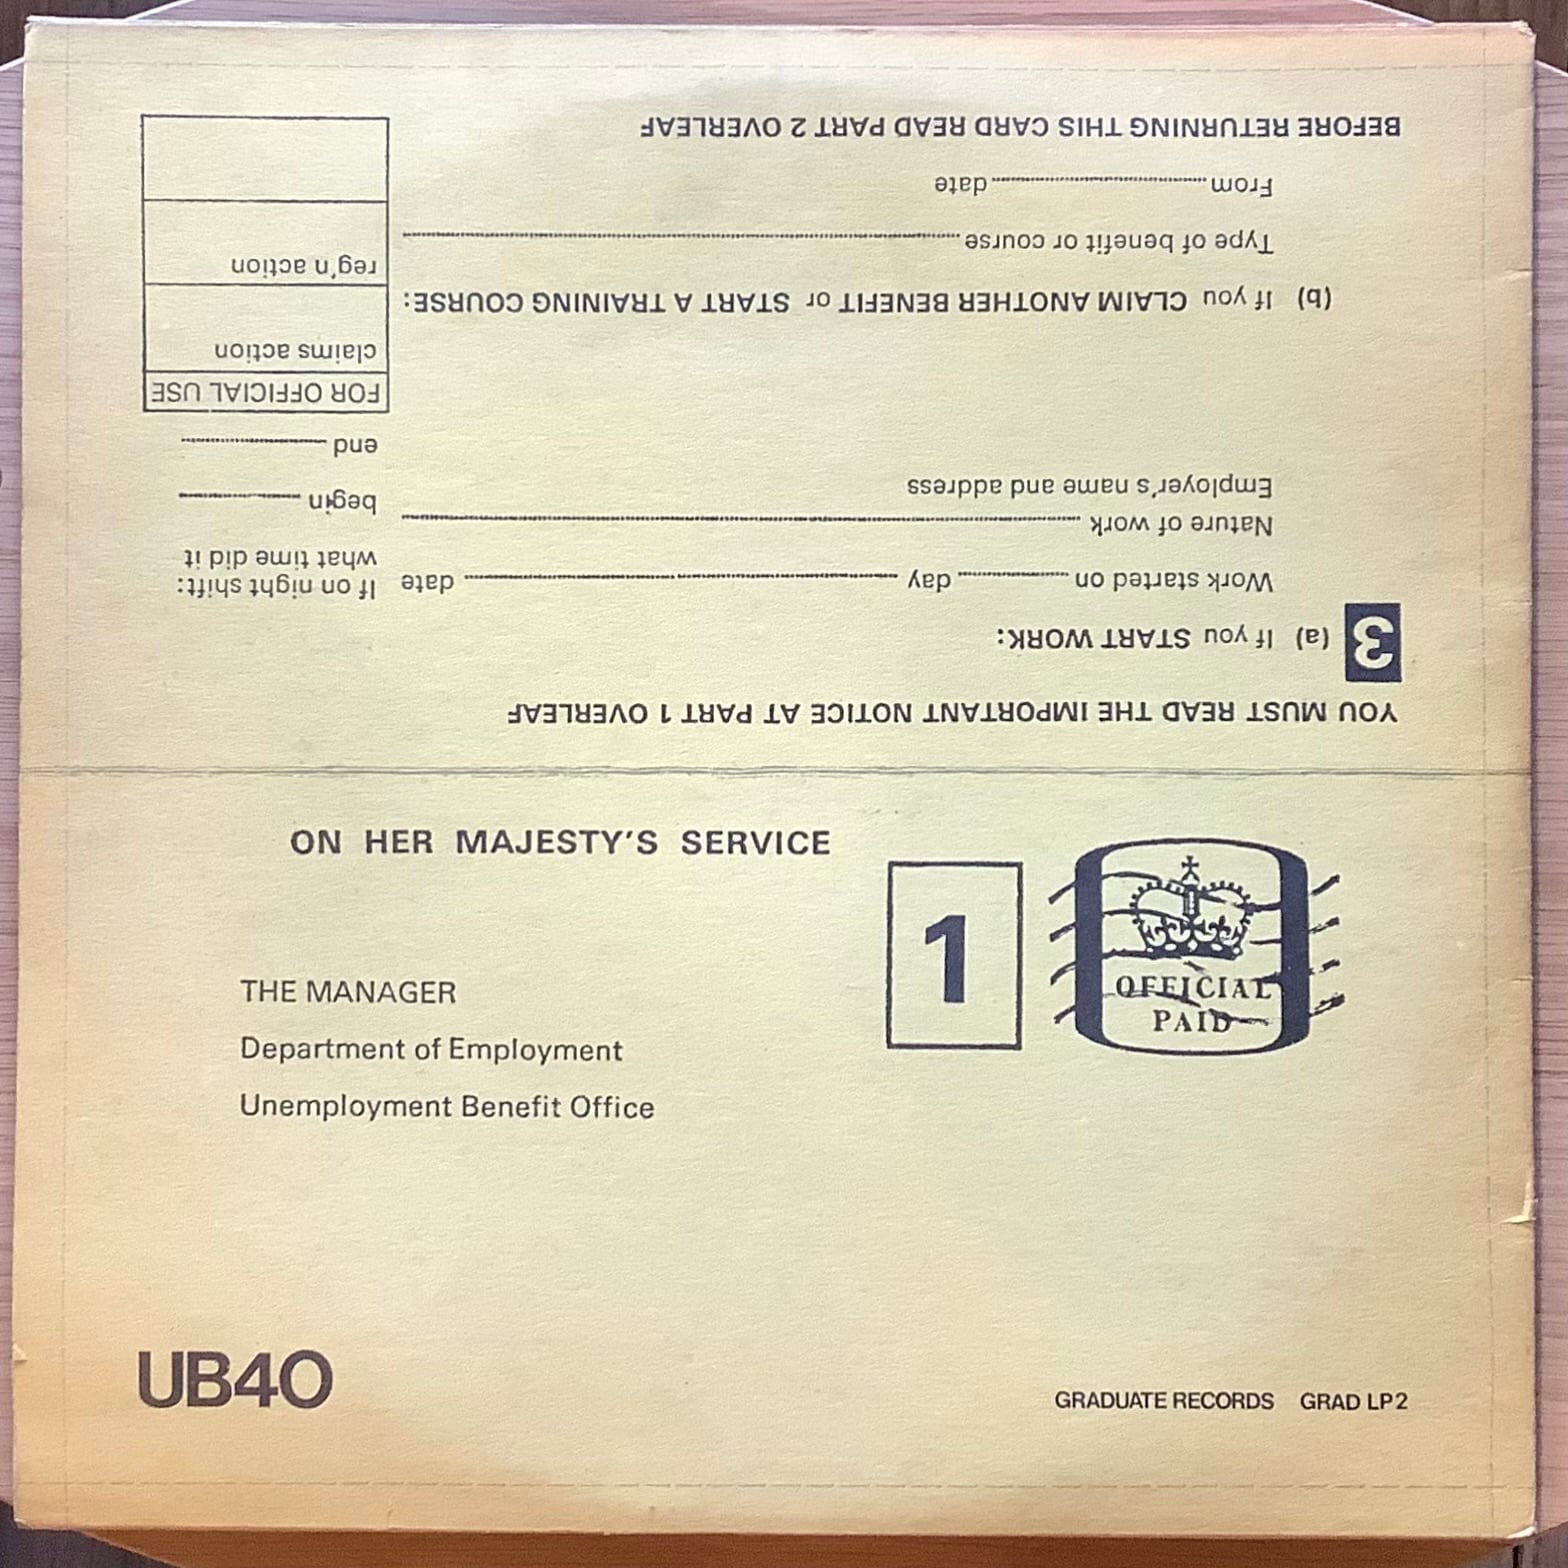 YOU MUST READ THE IMPORTANT NOTICE AT PART 1 OVERLEAF
3 (a) If you START WORK:
Work started on ........ day ........ date
Nature of work ........
Employer's name and address
If on night shift:
what time did it
begin ........
end ........
FOR OFFICIAL USE
claims action
reg'n action
(b) If you CLAIM ANOTHER BENEFIT or START A TRAINING COURSE:
Type of benefit or course ........
From ........ date
BEFORE RETURNING THIS CARD READ PART 2 OVERLEAF
ON HER MAJESTY'S SERVICE
1
OFFICIAL
PAID
THE MANAGER
Department of Employment
Unemployment Benefit Office
UB40
GRADUATE RECORDS GRAD LP2